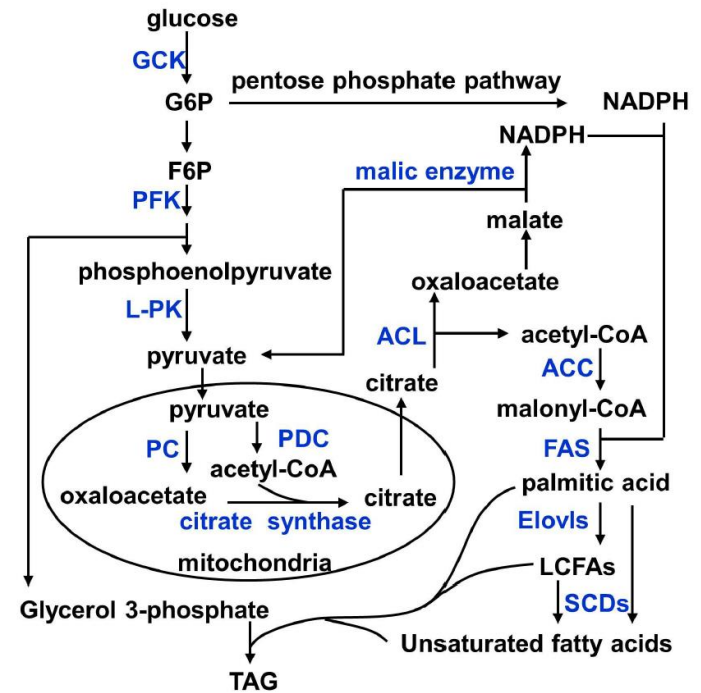 glucose
GCK
pentose phosphate pathway
G6P
NADPH
NADPH
F6P
malic enzyme
PFK
malate
phosphoenolpyruvate
oxaloacetate
L-PK
ACL
acetyl-CoA
pyruvate
ACC
citrate
pyruvate
malonyl-CoA
PC
PDC
FAS
acetyl-CoA
palmitic acid
oxaloacetate
citrate
citrate synthase
Elovls
mitochondria
LCFAs
SCDs
Glycerol 3-phosphate
Unsaturated fatty acids
TAG